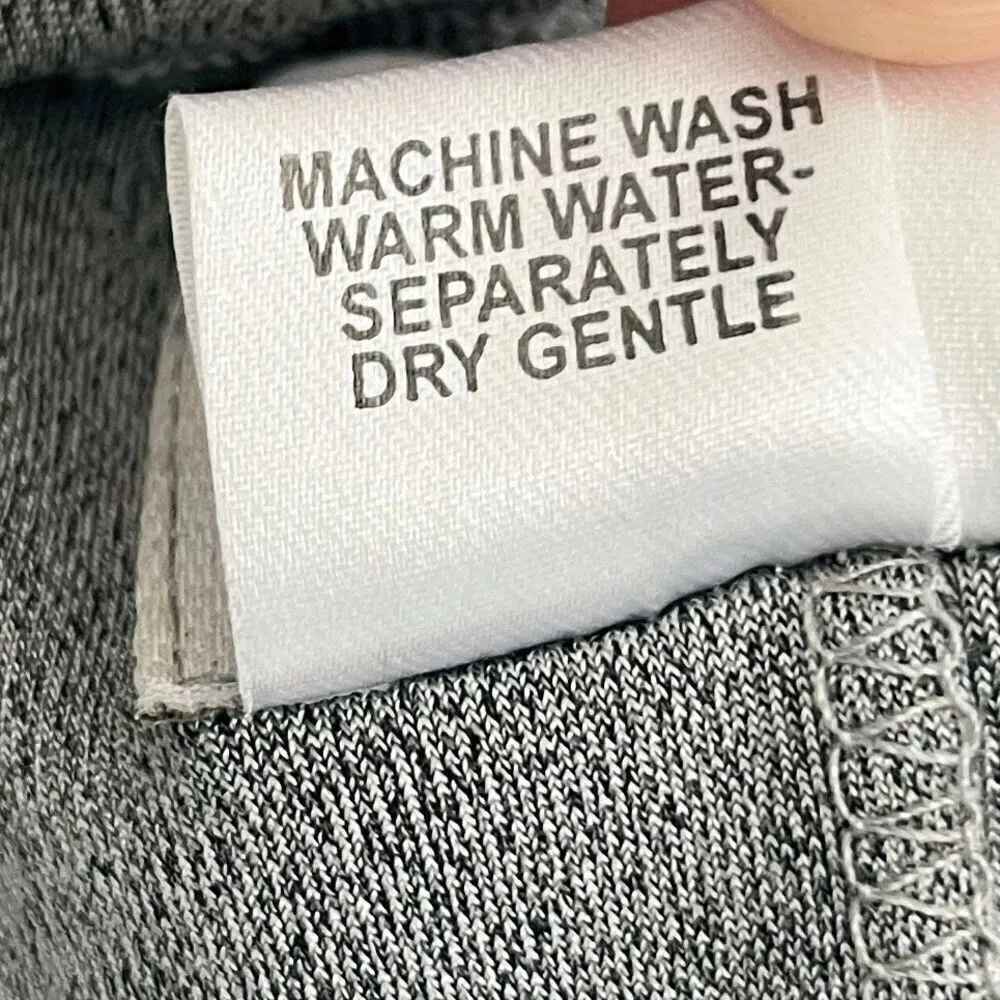 MACHINE WASH
WARM WATER-
SEPARATELY
DRY GENTLE